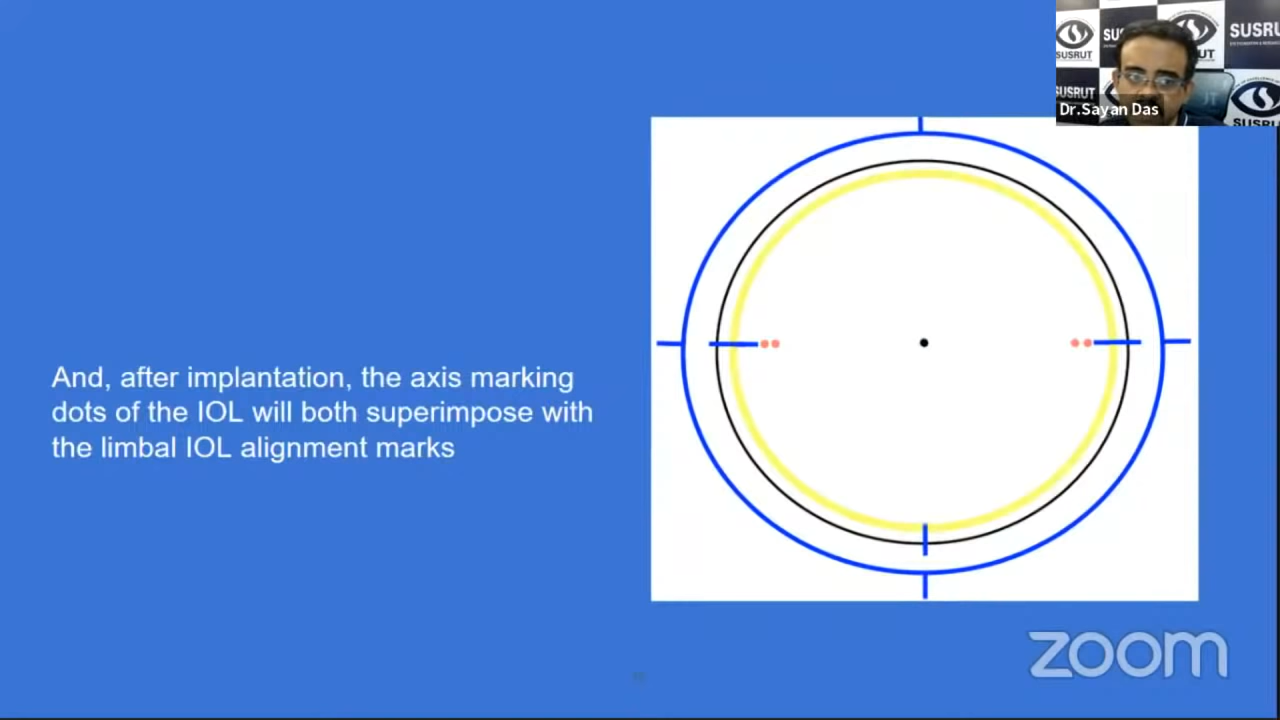 SUSRUT
SUSRUT
Dr.Sayan Das
And, after implantation, the axis marking
dots of the IOL will both superimpose with
the limbal IOL alignment marks
zoom